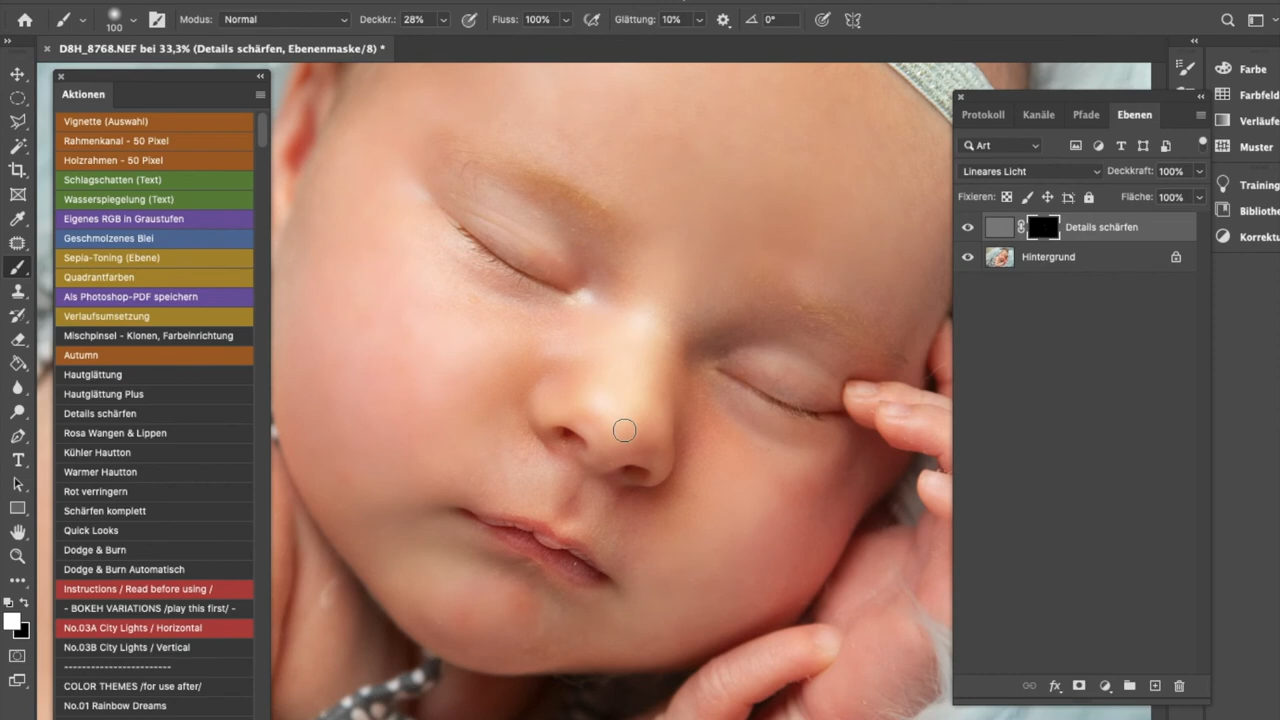 100
Modus: Normal Deckkr.: 28% Fluss: 100% Glättung: 10% 0°
D8H_8768.NEF bei 33,3% (Details schärfen, Ebenenmaske/8) *
Aktionen
Vignette (Auswahl)
Rahmenkanal - 50 Pixel
Holzrahmen - 50 Pixel
Schlagschatten (Text)
Wasserspiegelung (Text)
Eigenes RGB in Graustufen
Geschmolzenes Blei
Sepia-Toning (Ebene)
Quadrantfarben
Als Photoshop-PDF speichern
Verlaufsumsetzung
Mischpinsel - Klonen, Farbeinrichtung
Autumn
Hautglättung
Hautglättung Plus
Details schärfen
Rosa Wangen & Lippen
Kühler Hautton
Warmer Hautton
Rot verringern
Schärfen komplett
Quick Looks
Dodge & Burn
Dodge & Burn Automatisch
Instructions / Read before using /
- BOKEH VARIATIONS /play this first/ -
No.03A City Lights / Horizontal
No.03B City Lights / Vertical
-----------------------
COLOR THEMES /for use after/
No.01 Rainbow Dreams
Protokoll Kanäle Pfade Ebenen
Art
Lineares Licht Deckkraft: 100%
Fixieren: Fläche: 100%
Details schärfen
Hintergrund
Farbe
Farbfeld
Verläufe
Muster
Training
Bibliothe
Korrektu